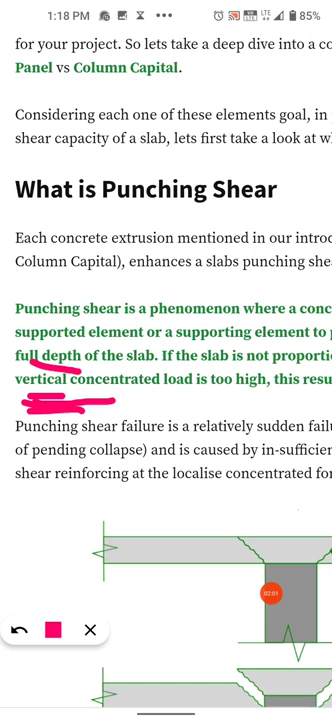 1:18 PM LTE 85%
for your project. So lets take a deep dive into a co
Panel vs Column Capital.
Considering each one of these elements goal, in
shear capacity of a slab, lets first take a look at w
What is Punching Shear
Each concrete extrusion mentioned in our introd
Column Capital), enhances a slabs punching she
Punching shear is a phenomenon where a conc
supported element or a supporting element to p
full depth of the slab. If the slab is not proporti
vertical concentrated load is too high, this resu
Punching shear failure is a relatively sudden failu
of pending collapse) and is caused by in-sufficien
shear reinforcing at the localise concentrated for
02:01